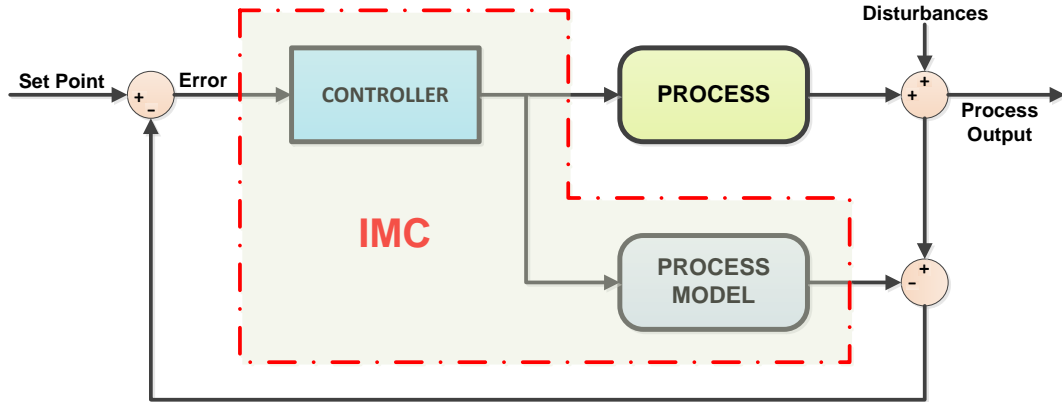 Disturbances
Set Point
+
-
Error
CONTROLLER
PROCESS
+
+
Process
Output
IMC
PROCESS
MODEL
+
-